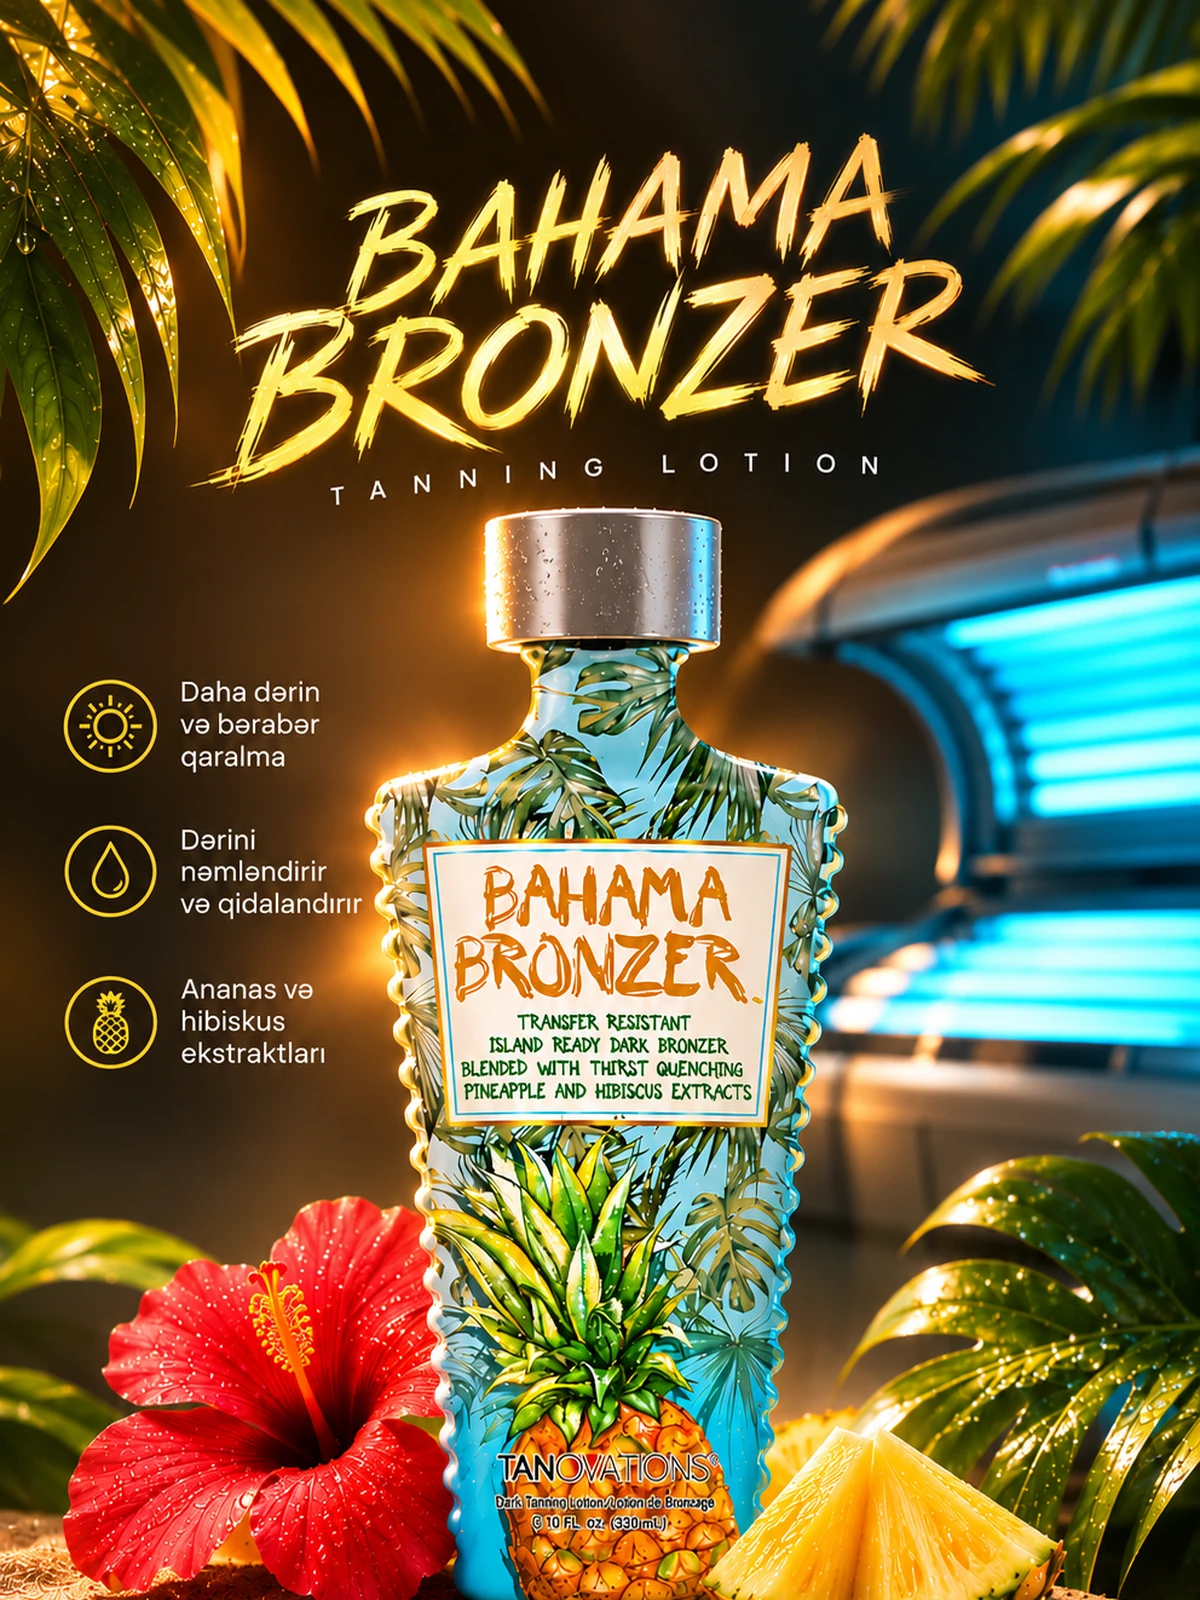 BAHAMA
BRONZER
TANNING LOTION
Daha dərin
və bərabər
qaralma
Dərini
nəmləndirir
və qidalandırır
Ananas və
hibiskus
ekstraktları
BAHAMA
BRONZER.
TRANSFER RESISTANT
ISLAND READY DARK BRONZER
BLENDED WITH THIRST QUENCHING
PINEAPPLE AND HIBISCUS EXTRACTS
TANOVATIONS®
Dark Tanning Lotion/Lotion de Bronzage
10 FL. oz. (330 mL)